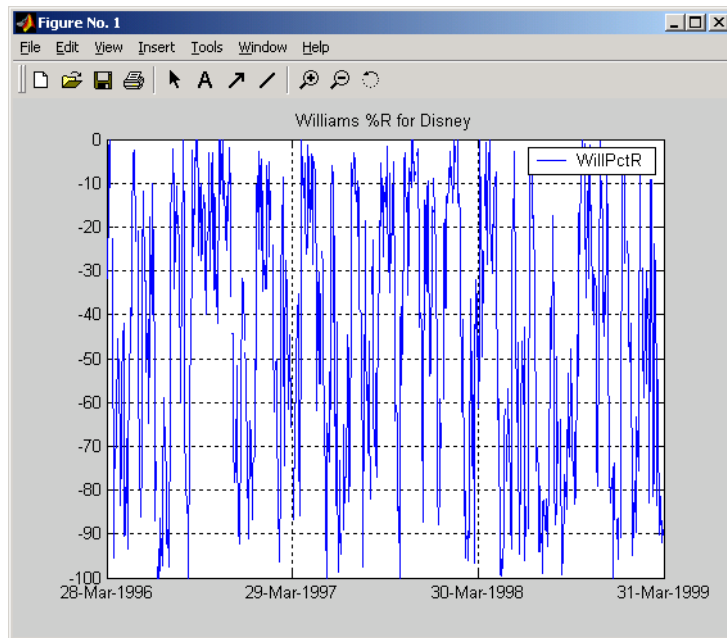 Figure No. 1
File Edit View Insert Tools Window Help
A
Williams %R for Disney
WillPctR
0
-10
-20
-30
-40
-50
-60
-70
-80
-90
-100
28-Mar-1996 29-Mar-1997 30-Mar-1998 31-Mar-1999